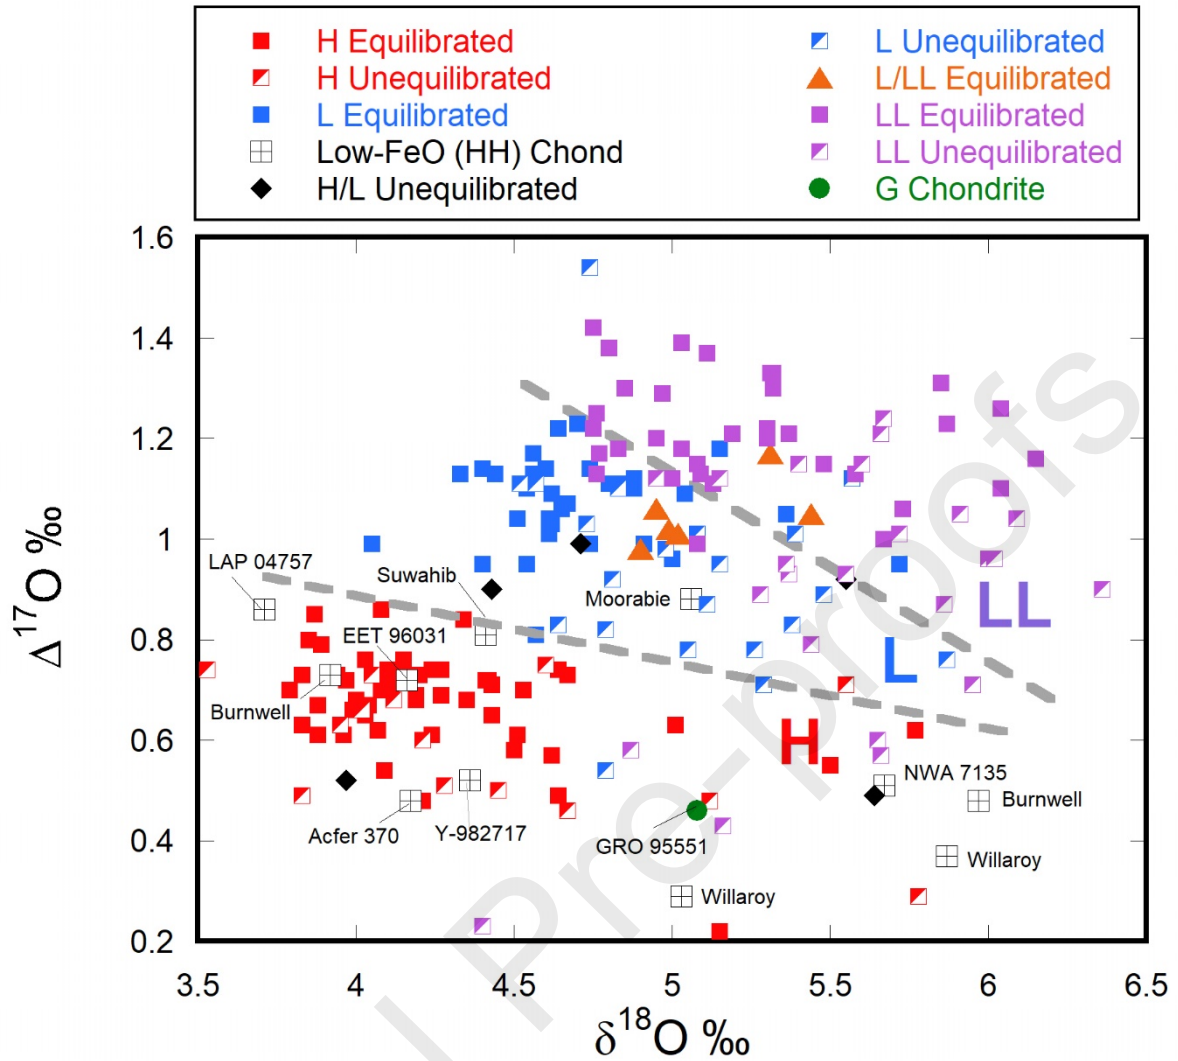 H Equilibrated
H Unequilibrated
L Equilibrated
Low-FeO (HH) Chond
H/L Unequilibrated
L Unequilibrated
L/LL Equilibrated
LL Equilibrated
LL Unequilibrated
G Chondrite
1.6
1.4
1.2
1
0.8
0.6
0.4
0.2
Δ17O ‰
LAP 04757
Suwahib
Moorabie
EET 96031
Burnwell
LL
L
H
NWA 7135
Burnwell
Acfer 370
Y-982717
GRO 95551
Willaroy
Willaroy
3.5 4 4.5 5 5.5 6 6.5
δ18O ‰
l Pre-proofs